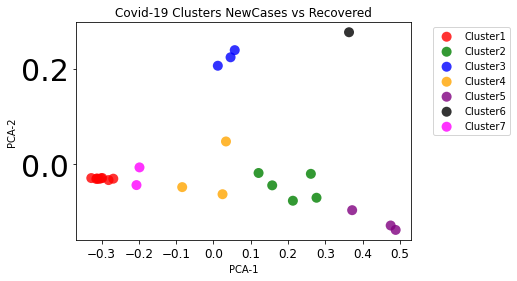 Covid-19 Clusters NewCases vs Recovered
0.2
0.0
PCA-2
−0.3 −0.2 −0.1 0.0 0.1 0.2 0.3 0.4 0.5
PCA-1
Cluster1
Cluster2
Cluster3
Cluster4
Cluster5
Cluster6
Cluster7